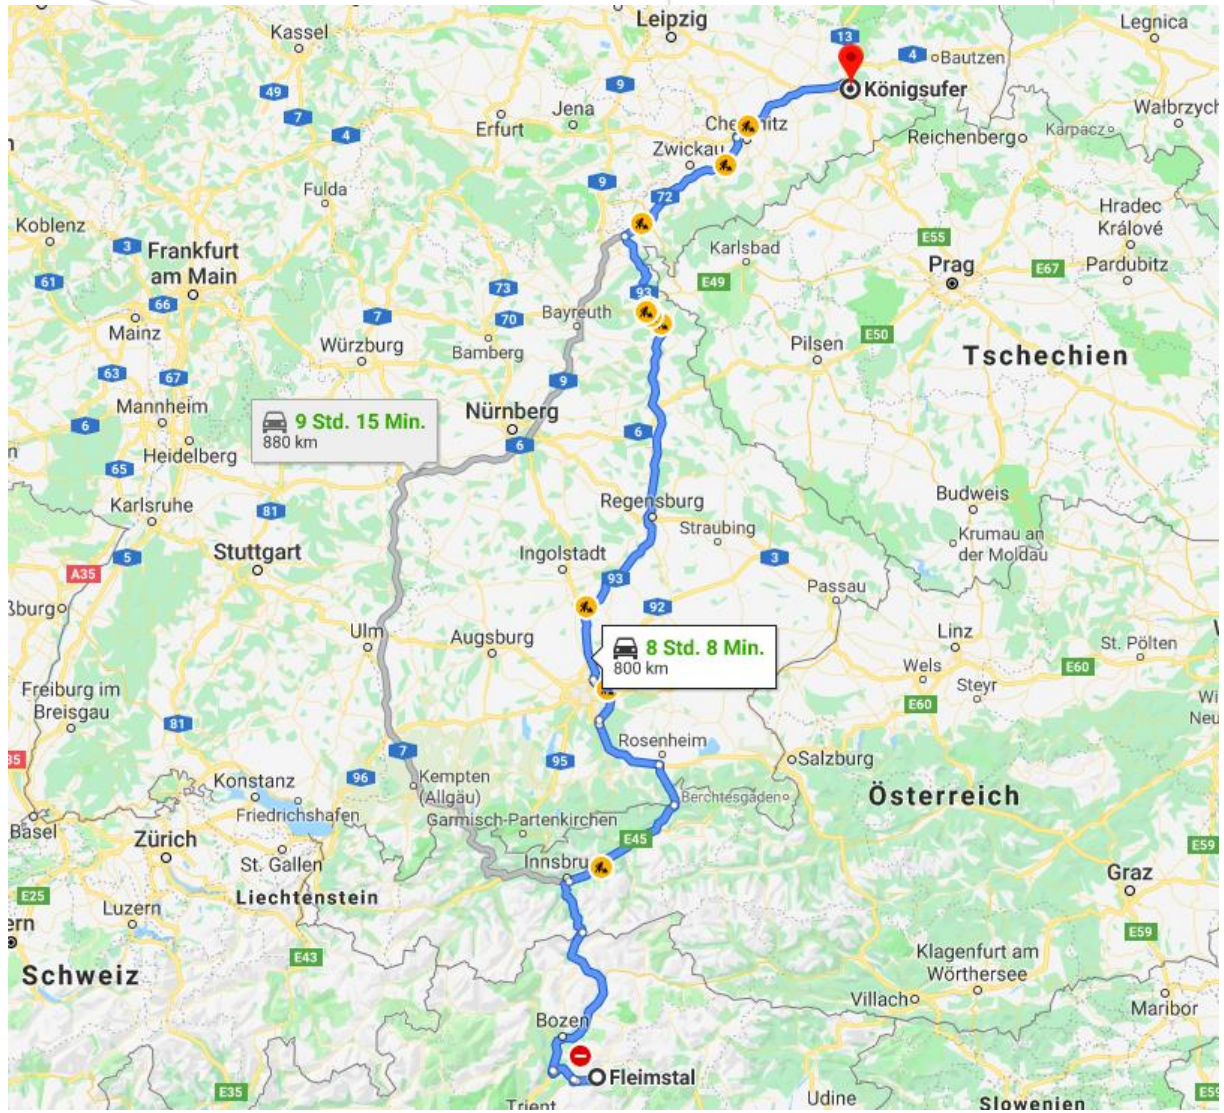 Leipzig
Legnica
Kassel
13
4
Bautzen
9
Königsufer
49
7
4
Jena
Erfurt
Wałbrzych
Zwickau
Reichenberg
Karpacz
9
72
Fulda
Koblenz
Hradec
Králové
3
Frankfurt
am Main
E55
Karlsbad
Prag
E67
Pardubitz
61
E49
73
93
66
Mainz
7
70
Bayreuth
Würzburg
Bamberg
Pilsen
E50
Tschechien
63
67
9
Mannheim
Nürnberg
9 Std. 15 Min.
880 km
6
6
6
Heidelberg
65
Karlsruhe
81
Regensburg
Budweis
Straubing
Krumau an
der Moldau
Stuttgart
Ingolstadt
5
3
A35
93
Passau
92
Ulm
Augsburg
Linz
St. Pölten
8 Std. 8 Min.
800 km
Wels
E60
Steyr
Freiburg im
Breisgau
E60
81
7
Rosenheim
95
Salzburg
96
Konstanz
Kempten
(Allgäu)
Berchtesgaden
Österreich
Friedrichshafen
Garmisch-Partenkirchen
Basel
Zürich
E45
E59
St. Gallen
Graz
E25
Liechtenstein
Luzern
E59
E43
Klagenfurt am
Wörthersee
Schweiz
Villach
Maribor
Bozen
Fleimstal
E35
Trient
Udine
Slowenien
E59